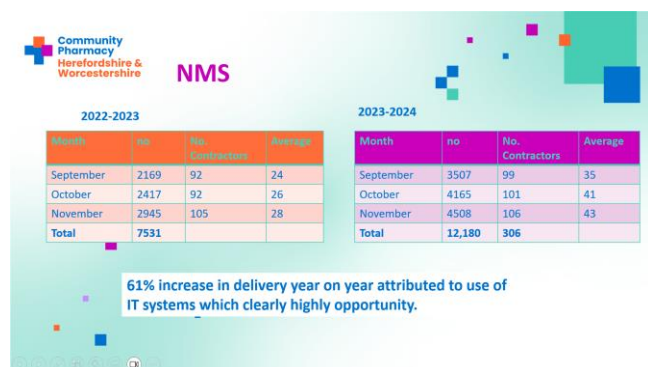 Community
Pharmacy
Herefordshire &
Worcestershire
NMS
2022-2023
Month no No. Contractors Average
September 2169 92 24
October 2417 92 26
November 2945 105 28
Total 7531
2023-2024
Month no No. Contractors Average
September 3507 99 35
October 4165 101 41
November 4508 106 43
Total 12,180 306
61% increase in delivery year on year attributed to use of
IT systems which clearly highly opportunity.